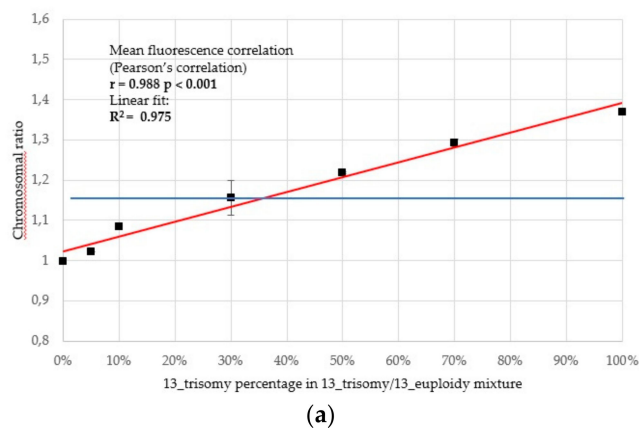 1,6
1,5
1,4
1,3
1,2
1,1
1
0,9
0,8
Chromosomal ratio
Mean fluorescence correlation
(Pearson's correlation)
r = 0.988 p < 0.001
Linear fit:
R² = 0.975
0% 10% 20% 30% 40% 50% 60% 70% 80% 90% 100%
13_trisomy percentage in 13_trisomy/13_euploidy mixture
(a)